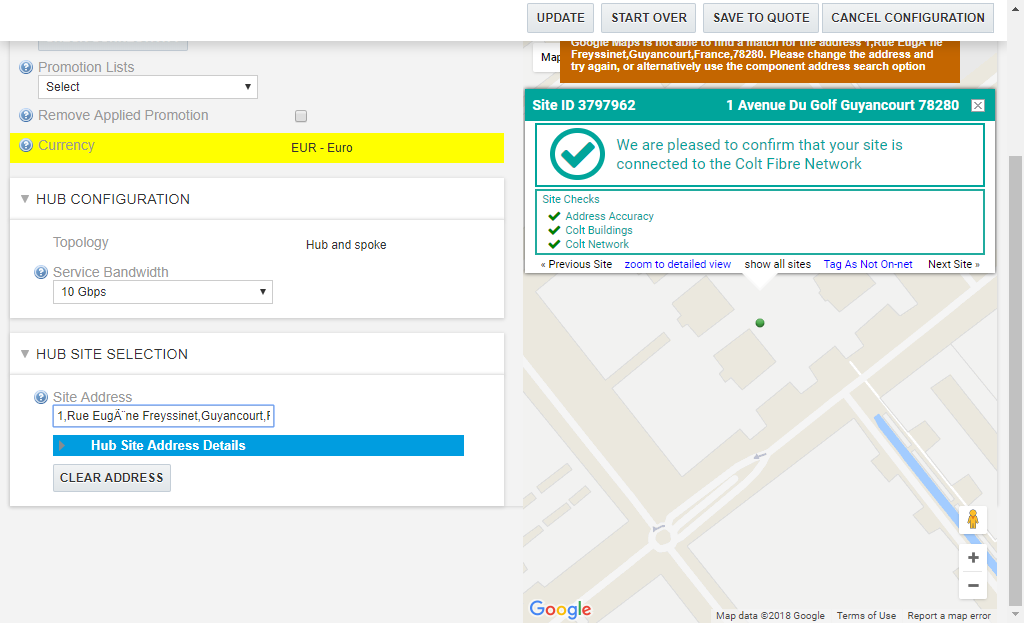 UPDATE
START OVER
SAVE TO QUOTE
CANCEL CONFIGURATION
Promotion Lists
Select
Remove Applied Promotion
Currency
EUR - Euro
HUB CONFIGURATION
Topology
Hub and spoke
Service Bandwidth
10 Gbps
HUB SITE SELECTION
Site Address
1,Rue EugÃ¨ne Freyssinet,Guyancourt,F
Hub Site Address Details
CLEAR ADDRESS
Map
Google Maps is not able to find a match for the address 1,Rue EugÃ¨ne
Freyssinet,Guyancourt,France,78280. Please change the address and
try again, or alternatively use the component address search option
Site ID 3797962
1 Avenue Du Golf Guyancourt 78280
We are pleased to confirm that your site is
connected to the Colt Fibre Network
Site Checks
Address Accuracy
Colt Buildings
Colt Network
« Previous Site zoom to detailed view show all sites Tag As Not On-net Next Site »
Google
Map data ©2018 Google Terms of Use Report a map error